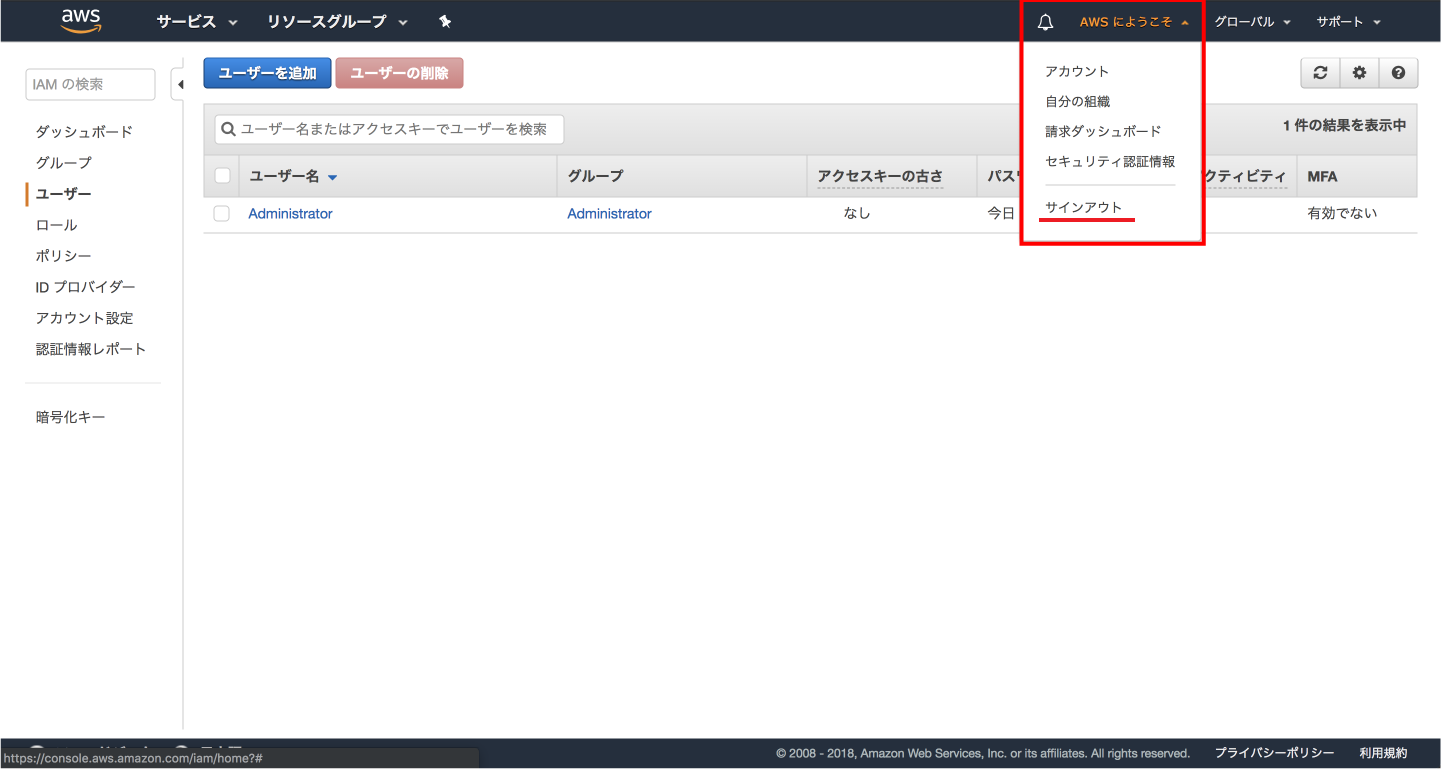 aws サービス リソースグループ AWS にようこそ グローバル サポート
アカウント
自分の組織
請求ダッシュボード
セキュリティ認証情報
サインアウト
IAM の検索
ダッシュボード
グループ
ユーザー
ロール
ポリシー
ID プロバイダー
アカウント設定
認証情報レポート
暗号化キー
ユーザーを追加 ユーザーの削除
ユーザー名またはアクセスキーでユーザーを検索 1 件の結果を表示中
ユーザー名 グループ アクセスキーの古さ MFA
Administrator Administrator なし 今日 有効でない
https://console.aws.amazon.com/iam/home?#
© 2008 - 2018, Amazon Web Services, Inc. or its affiliates. All rights reserved. プライバシーポリシー 利用規約